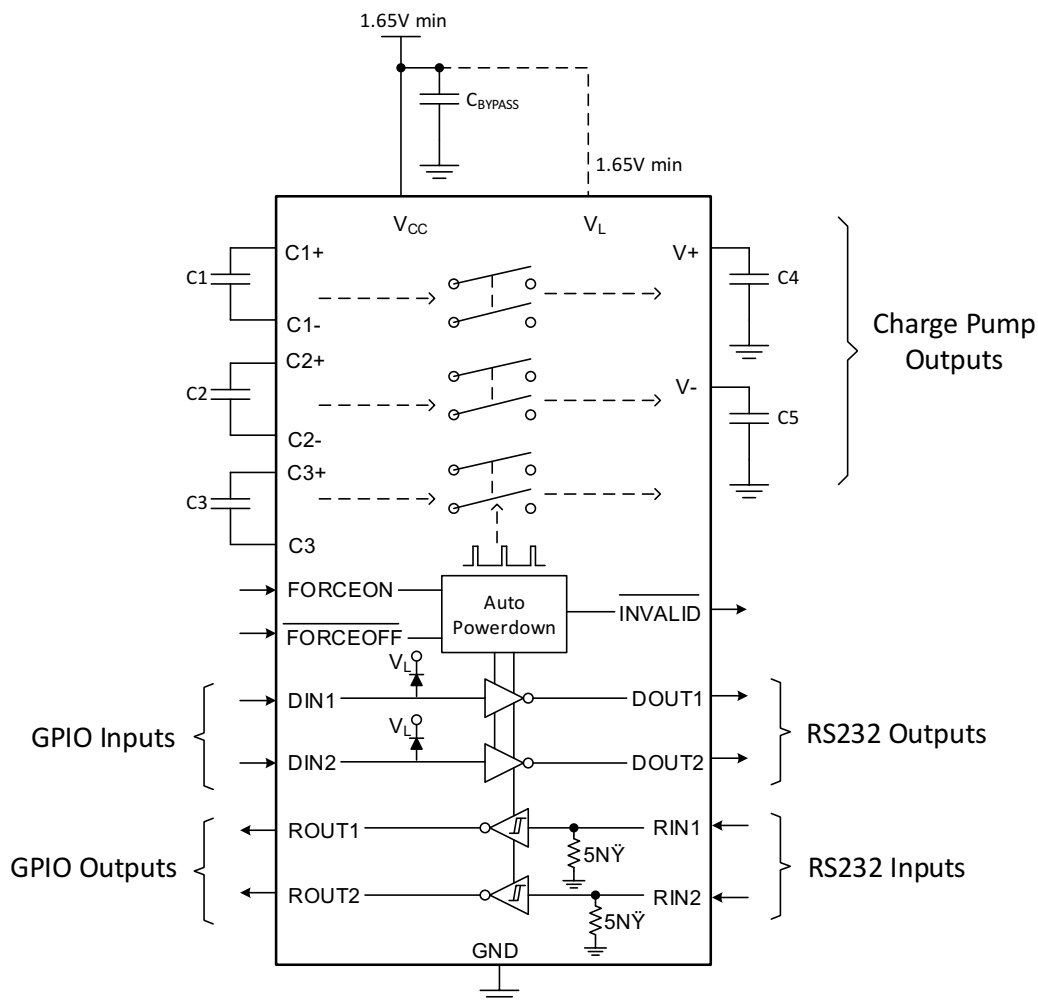 1.65V min
CBYPASS
1.65V min
VCC
VL
C1+
V+
C1
C4
C1-
Charge Pump
Outputs
C2+
V-
C2
C5
C2-
C3+
C3
C3
FORCEON
Auto
Powerdown
INVALID
FORCEOFF
VL
DIN1
DOUT1
GPIO Inputs
VL
RS232 Outputs
DIN2
DOUT2
ROUT1
RIN1
5NŸ
GPIO Outputs
RS232 Inputs
ROUT2
RIN2
5NŸ
GND